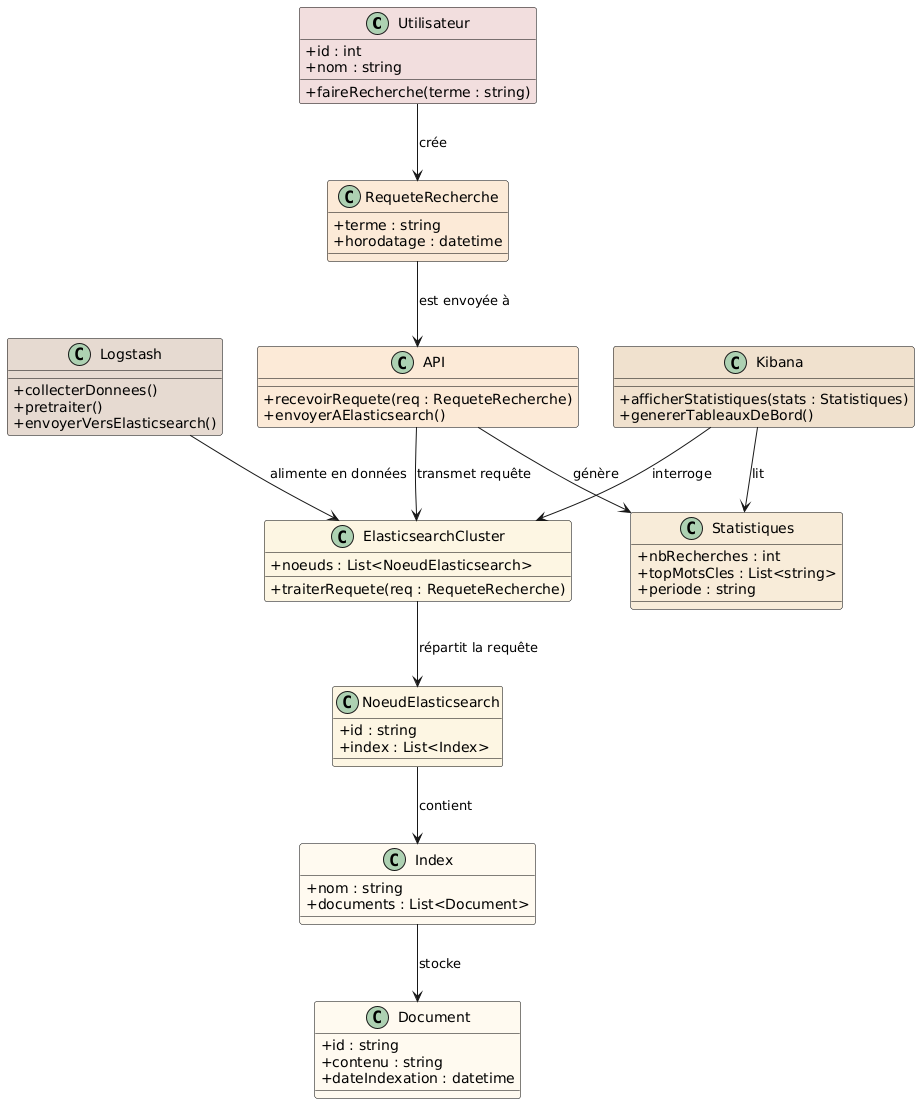 C Utilisateur
+id : int
+nom : string
+faireRecherche(terme : string)
crée
C RequeteRecherche
+terme : string
+horodatage : datetime
est envoyée à
C Logstash
+collecterDonnees()
+pretraiter()
+envoyerVersElasticsearch()
C API
+recevoirRequete(req : RequeteRecherche)
+envoyerAElasticsearch()
C Kibana
+afficherStatistiques(stats : Statistiques)
+genererTableauxDeBord()
alimente en données
transmet requête
génère
interroge
lit
C ElasticsearchCluster
+noeuds : List<NoeudElasticsearch>
+traiterRequete(req : RequeteRecherche)
C Statistiques
+nbRecherches : int
+topMotsCles : List<string>
+periode : string
répartit la requête
C NoeudElasticsearch
+id : string
+index : List<Index>
contient
C Index
+nom : string
+documents : List<Document>
stocke
C Document
+id : string
+contenu : string
+dateIndexation : datetime